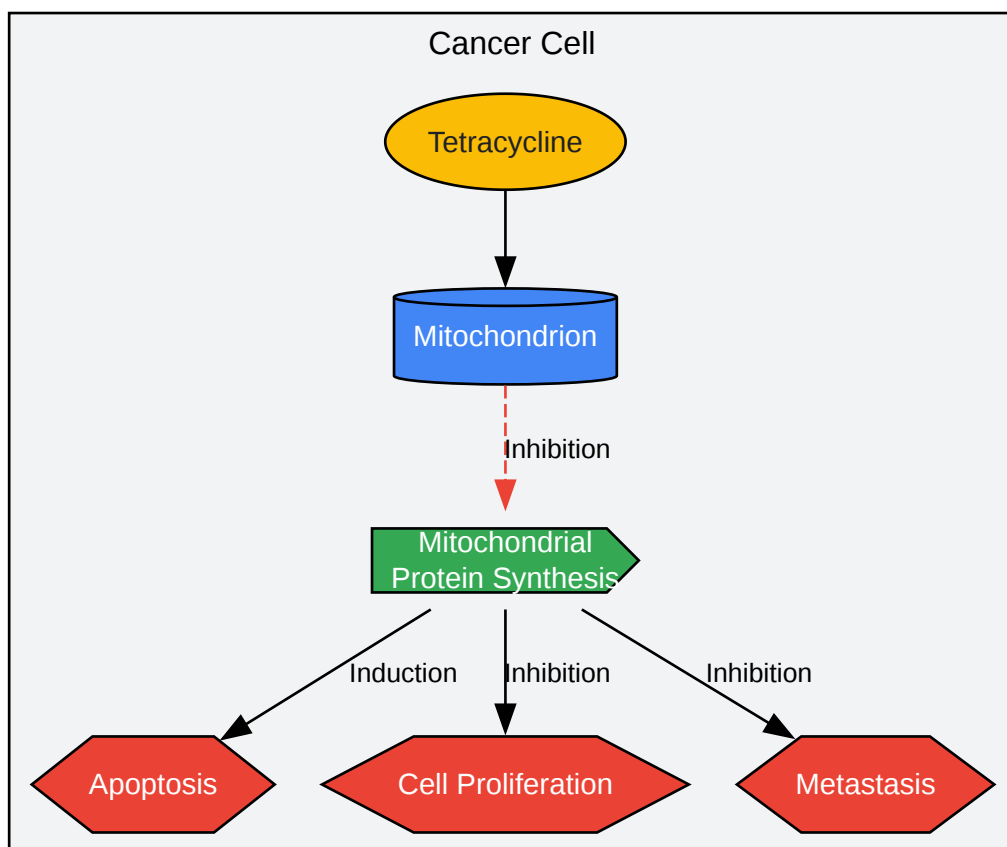 Cancer Cell
Tetracycline
Mitochondrion
Inhibition
Mitochondrial
Protein Synthesis
Induction
Inhibition
Inhibition
Apoptosis
Cell Proliferation
Metastasis